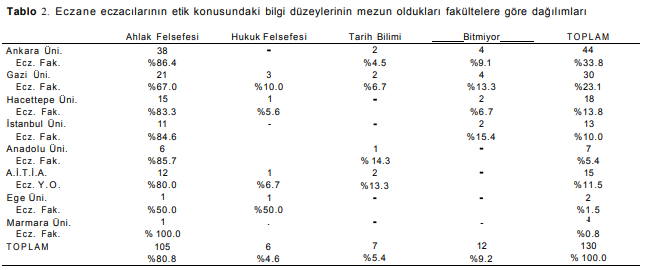 Tablo 2. Eczane eczacılarının etik konusundaki bilgi düzeylerinin mezun oldukları fakültelere göre dağılımları
Ahlak Felsefesi Hukuk Felsefesi Tarih Bilimi Bitmiyor TOPLAM
Ankara Üni. 38 - 2 4 44
Ecz. Fak. %86.4 %4.5 %9.1 %33.8
Gazi Üni. 21 3 2 4 30
Ecz. Fak. %67.0 %10.0 %6.7 %13.3 %23.1
Hacettepe Üni. 15 1 - 2 18
Ecz. Fak. %83.3 %5.6 %6.7 %13.8
İstanbul Üni. 11 - - 2 13
Ecz. Fak. %84.6 %15.4 %10.0
Anadolu Üni. 6 1 - 7
Ecz. Fak. %85.7 % 14.3 %5.4
A.İ.T.İ.A. 12 1 2 - 15
Ecz. Y.O. %80.0 %6.7 %13.3 %11.5
Ege Üni. 1 1 - - 2
Ecz. Fak. %50.0 %50.0 %1.5
Marmara Üni. 1 . - -
Ecz. Fak. % 100.0 %0.8
TOPLAM 105 6 7 12 130
%80.8 %4.6 %5.4 %9.2 % 100.0